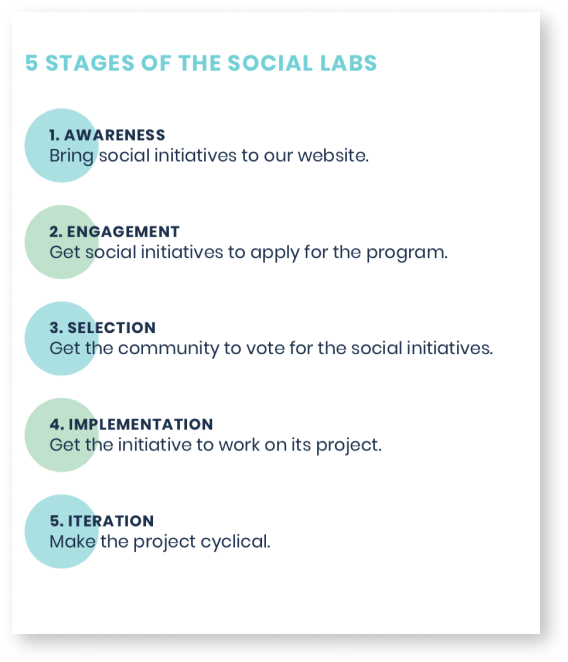 5 STAGES OF THE SOCIAL LABS
1. AWARENESS
Bring social initiatives to our website.
2. ENGAGEMENT
Get social initiatives to apply for the program.
3. SELECTION
Get the community to vote for the social initiatives.
4. IMPLEMENTATION
Get the initiative to work on its project.
5. ITERATION
Make the project cyclical.